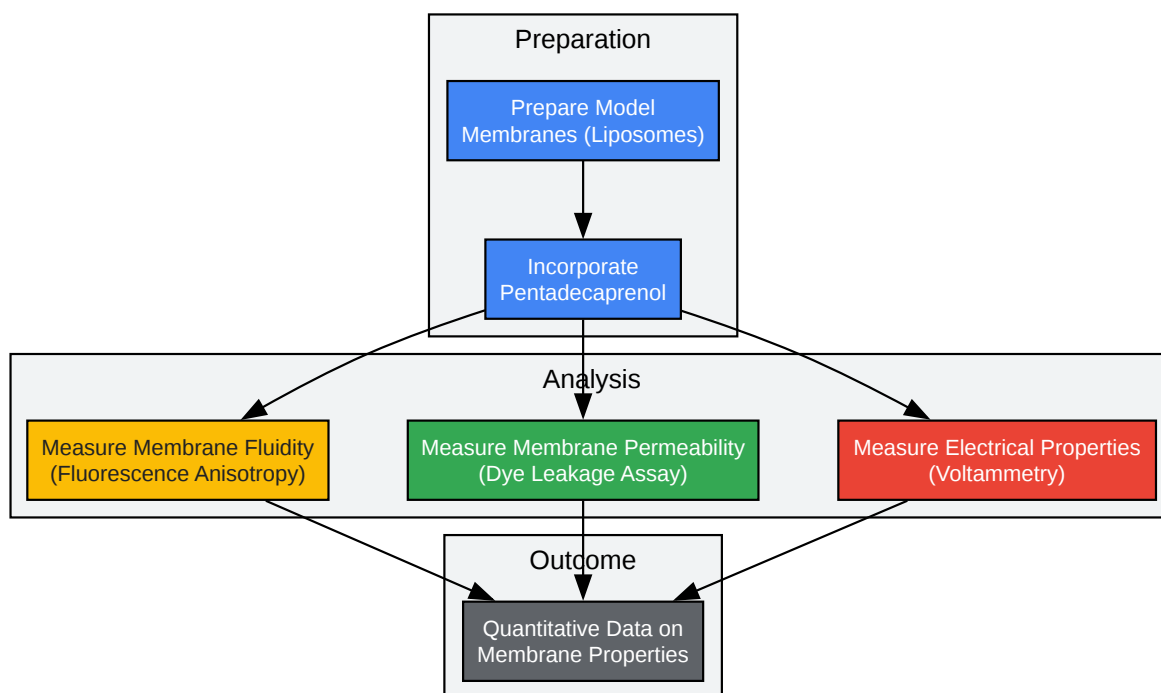 Preparation
Prepare Model
Membranes (Liposomes)
Incorporate
Pentadecaprenol
Analysis
Measure Membrane Fluidity
(Fluorescence Anisotropy)
Measure Membrane Permeability
(Dye Leakage Assay)
Measure Electrical Properties
(Voltammetry)
Outcome
Quantitative Data on
Membrane Properties